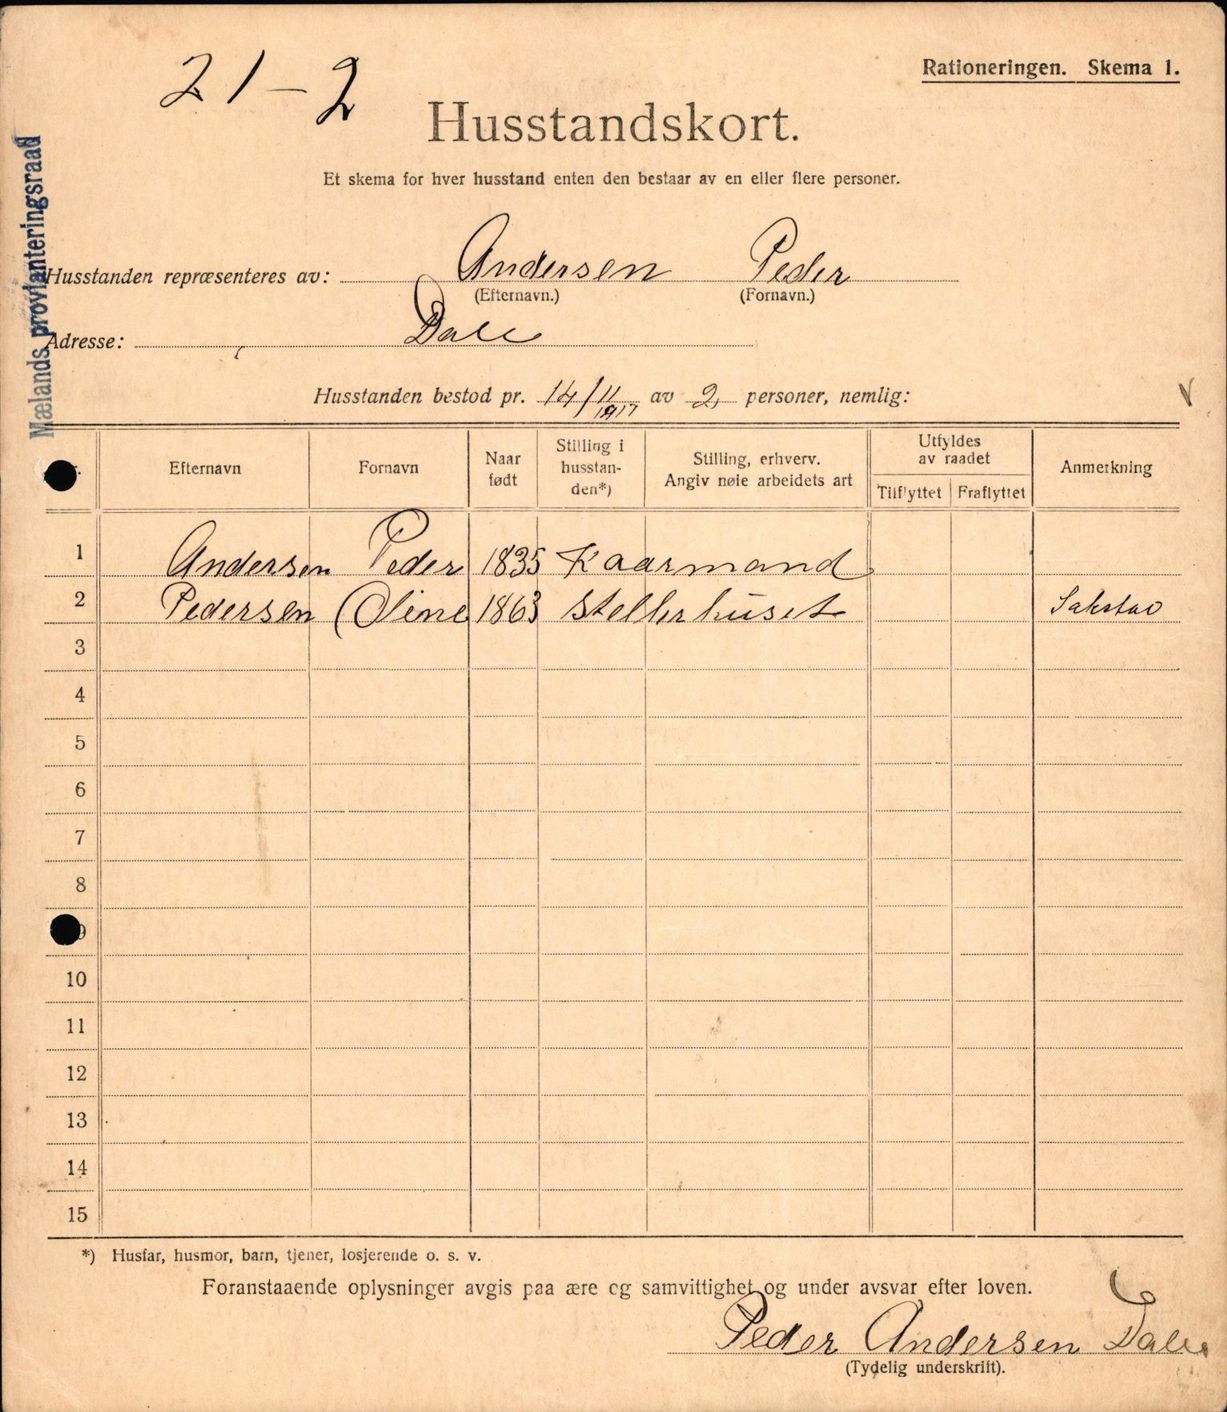 21-2
Rationeringen. Skema 1.
Husstandskort.
Et skema for hver husstand enten den bestaar av en eller flere personer.
Mælands provianteringsraad
Husstanden repræsenteres av: Andersen Peder
(Efternavn.) (Fornavn.)
Adresse: Dale
Husstanden bestod pr. 14/11 1917 av 2, personer, nemlig:
Efternavn Fornavn Naar født Stilling i husstanden*) Stilling, erhverv. Angiv nøie arbeidets art Utfyldes av raadet Tilflyttet Fraflyttet Anmerkning
1 Andersen Peder 1835 Kaarmand
2 Pedersen Oline 1863 steller huset
3
4
5
6
7
8
9
10
11
12
13
14
15
*) Husfar, husmor, barn, tjener, losjerende o. s. v.
Foranstaaende oplysninger avgis paa ære og samvittighet og under avsvar efter loven.
Peder Andersen Dale
(Tydelig underskrift).